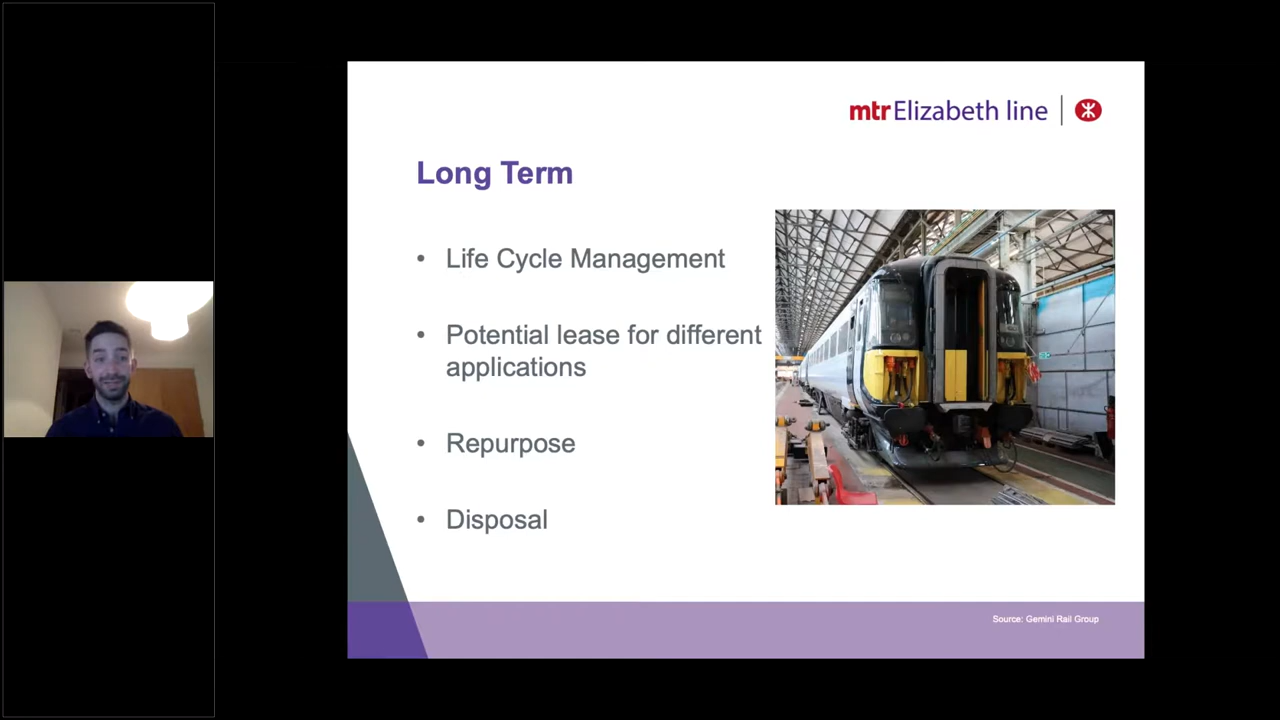 mtr Elizabeth line
Long Term
• Life Cycle Management
• Potential lease for different
applications
• Repurpose
• Disposal
Source: Gemini Rail Group